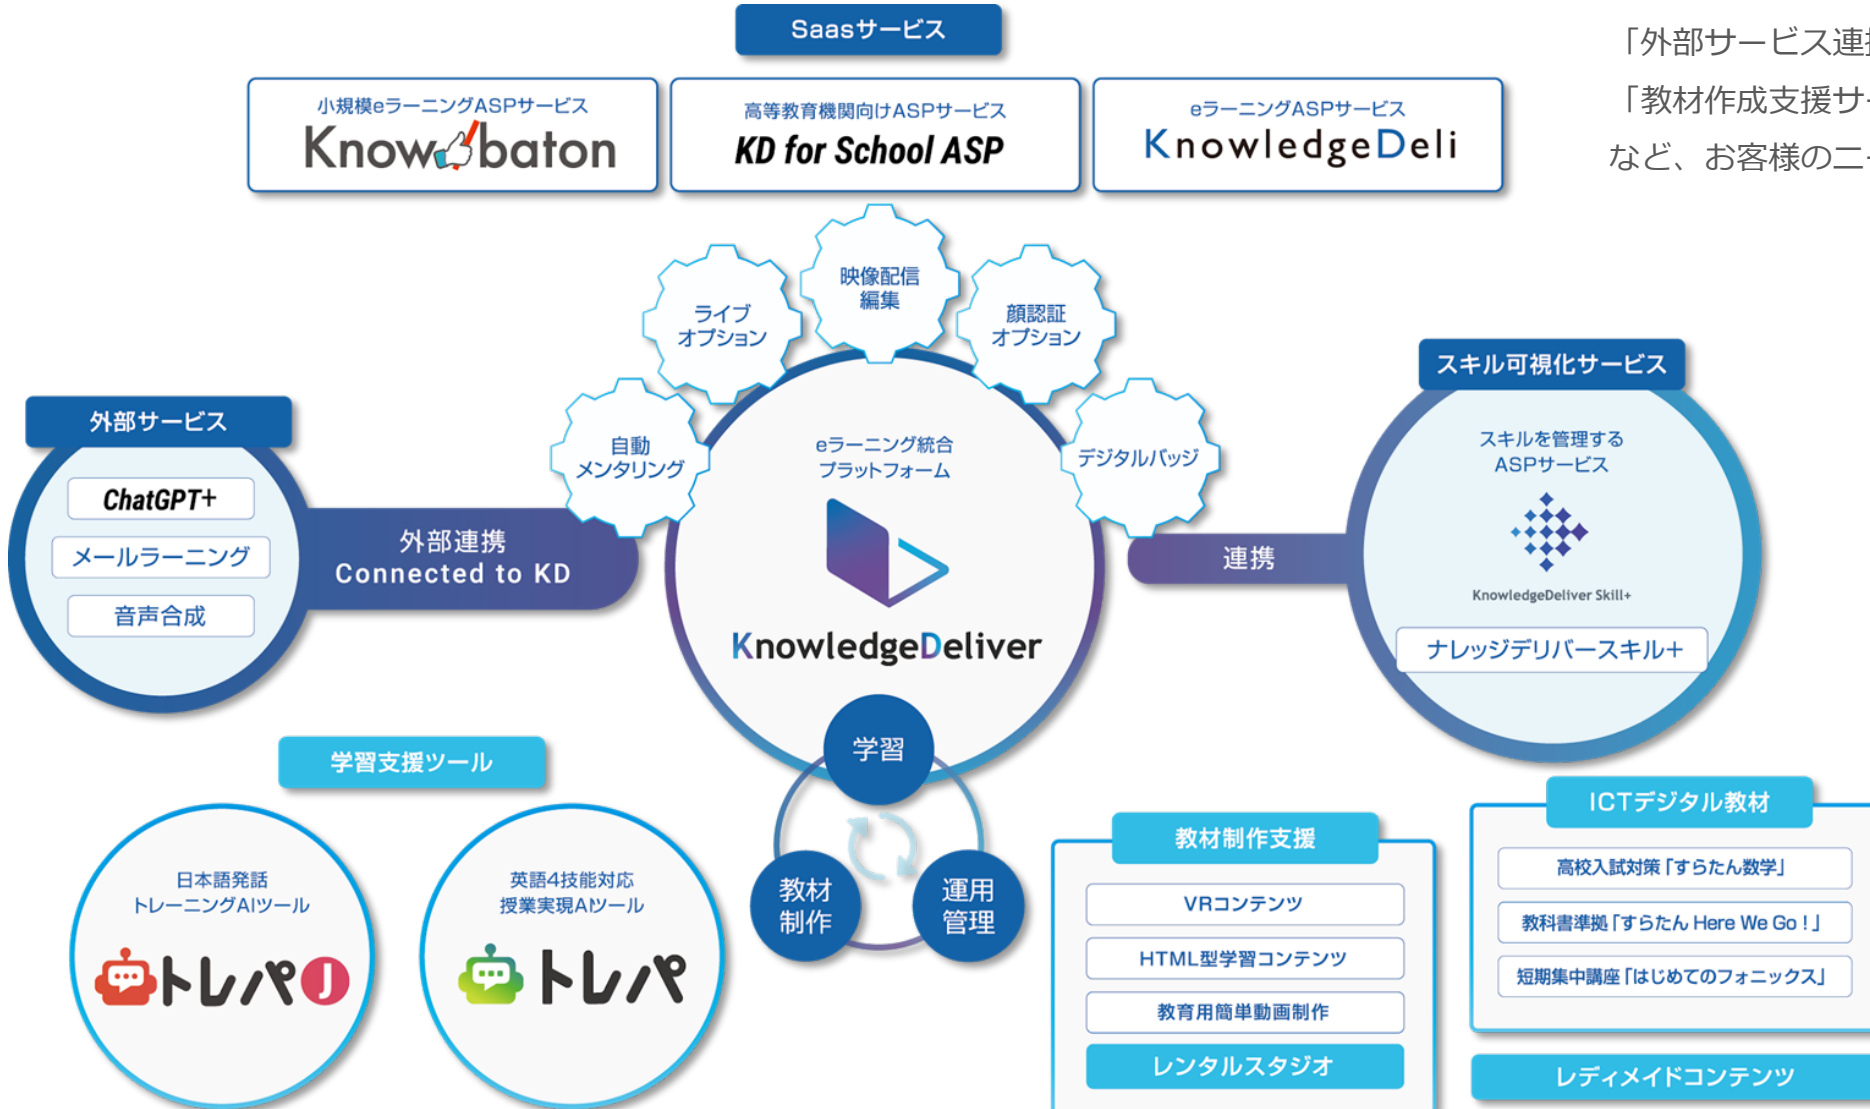 Saasサービス
小規模eラーニングASPサービス
Knowbaton
高等教育機関向けASPサービス
KD for School ASP
eラーニングASPサービス
KnowledgeDeli
「外部サービス連
「教材作成支援サ
など、お客様のニ
自動
メンタリング
ライブ
オプション
映像配信
編集
顔認証
オプション
デジタルバッジ
外部サービス
ChatGPT+
メールラーニング
音声合成
外部連携
Connected to KD
eラーニング統合
プラットフォーム
KnowledgeDeliver
連携
スキル可視化サービス
スキルを管理する
ASPサービス
KnowledgeDeliver Skill+
ナレッジデリバースキル+
学習
教材
制作
運用
管理
学習支援ツール
日本語発話
トレーニングAIツール
トレパJ
英語4技能対応
授業実現AIツール
トレパ
教材制作支援
VRコンテンツ
HTML型学習コンテンツ
教育用簡単動画制作
レンタルスタジオ
ICTデジタル教材
高校入試対策「すらたん数学」
教科書準拠「すらたん Here We Go！」
短期集中講座「はじめてのフォニックス」
レディメイドコンテンツ